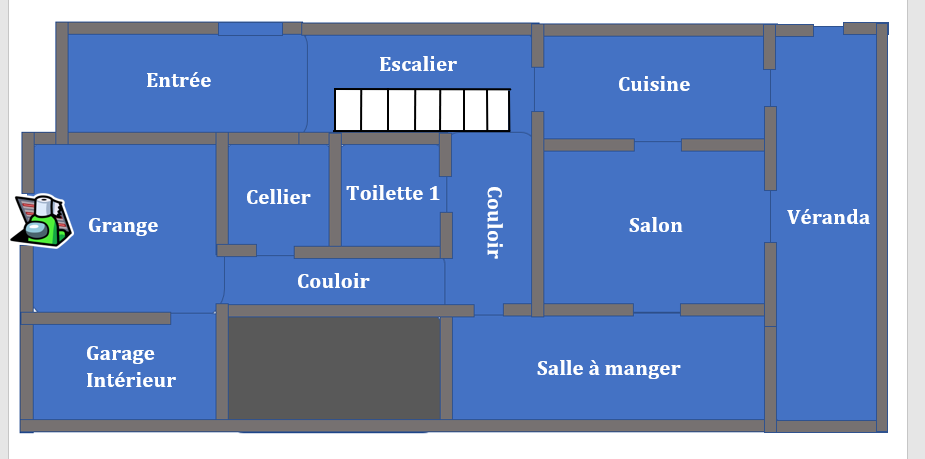 Entrée
Escalier
Cuisine
Grange
Cellier
Toilette 1
Couloir
Salon
Véranda
Couloir
Garage
Intérieur
Salle à manger